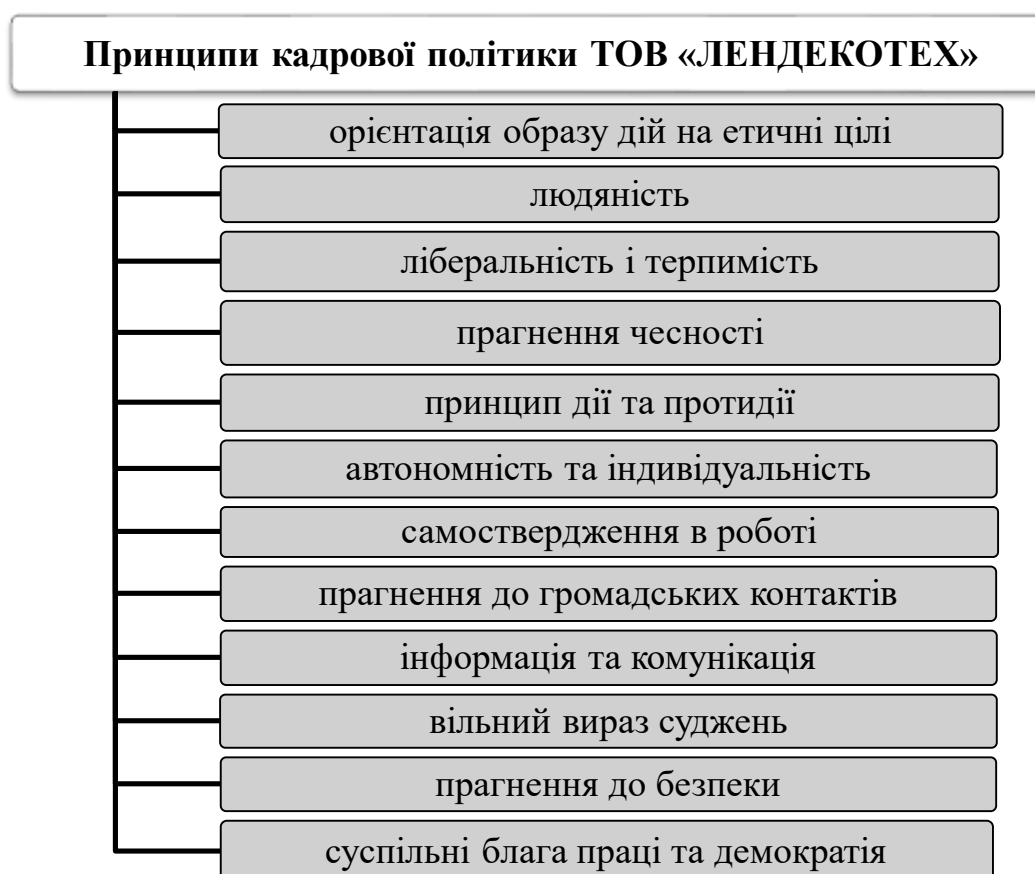 Принципи кадрової політики ТОВ «ЛЕНДЕКОТЕХ»
орієнтація образу дій на етичні цілі
людяність
ліберальність і терпимість
прагнення чесності
принцип дії та протидії
автономність та індивідуальність
самоствердження в роботі
прагнення до громадських контактів
інформація та комунікація
вільний вираз суджень
прагнення до безпеки
суспільні блага праці та демократія